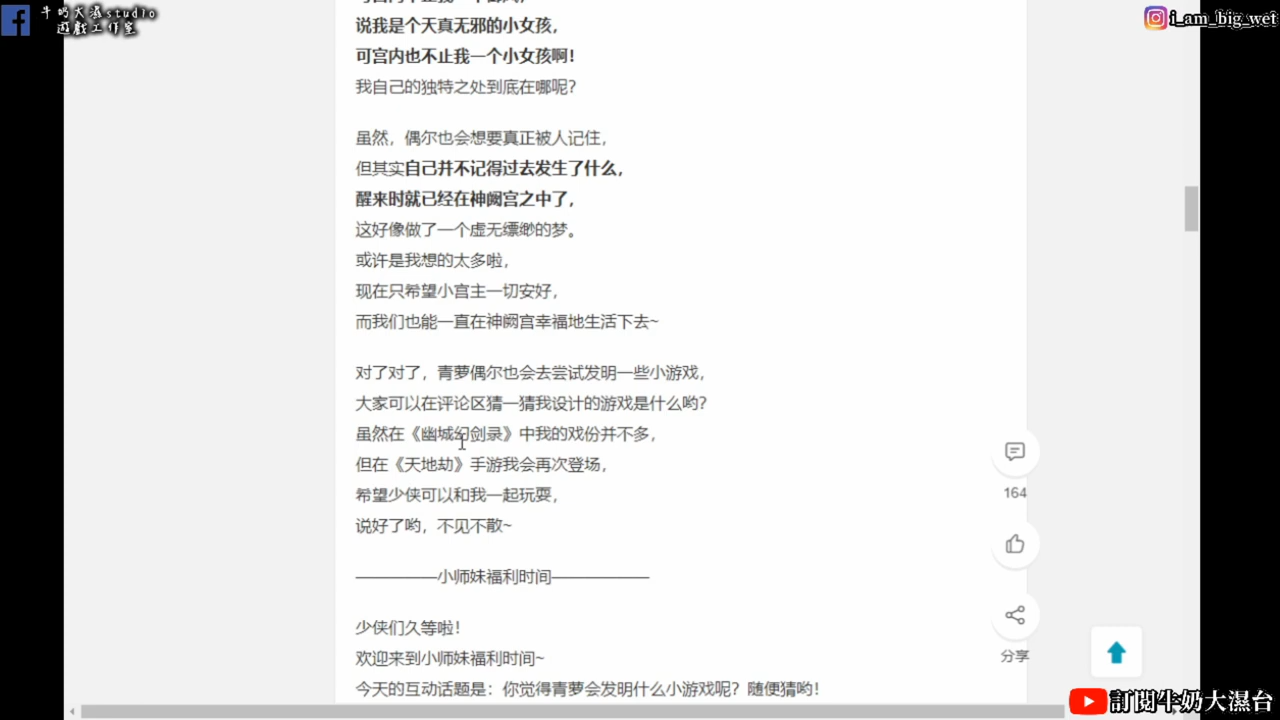 牛奶大濕studio
遊戲工作室
i_am_big_wet
说我是个天真无邪的小女孩，
可宫内也不止我一个小女孩啊！
我自己的独特之处到底在哪呢？
虽然，偶尔也会想要真正被人记住，
但其实自己并不记得过去发生了什么，
醒来时就已经在神阙宫之中了，
这好像做了一个虚无缥缈的梦。
或许是我想的太多啦，
现在只希望小宫主一切安好，
而我们也能一直在神阙宫幸福地生活下去~
对了对了，青萝偶尔也会去尝试发明一些小游戏，
大家可以在评论区猜一猜我设计的游戏是什么哟？
虽然在《幽城幻剑录》中我的戏份并不多，
但在《天地劫》手游我会再次登场，
希望少侠可以和我一起玩耍，
说好了哟，不见不散~
—————小师妹福利时间——————
少侠们久等啦！
欢迎来到小师妹福利时间~
今天的互动话题是：你觉得青萝会发明什么小游戏呢？随便猜哟！
164
分享
訂閱牛奶大濕台